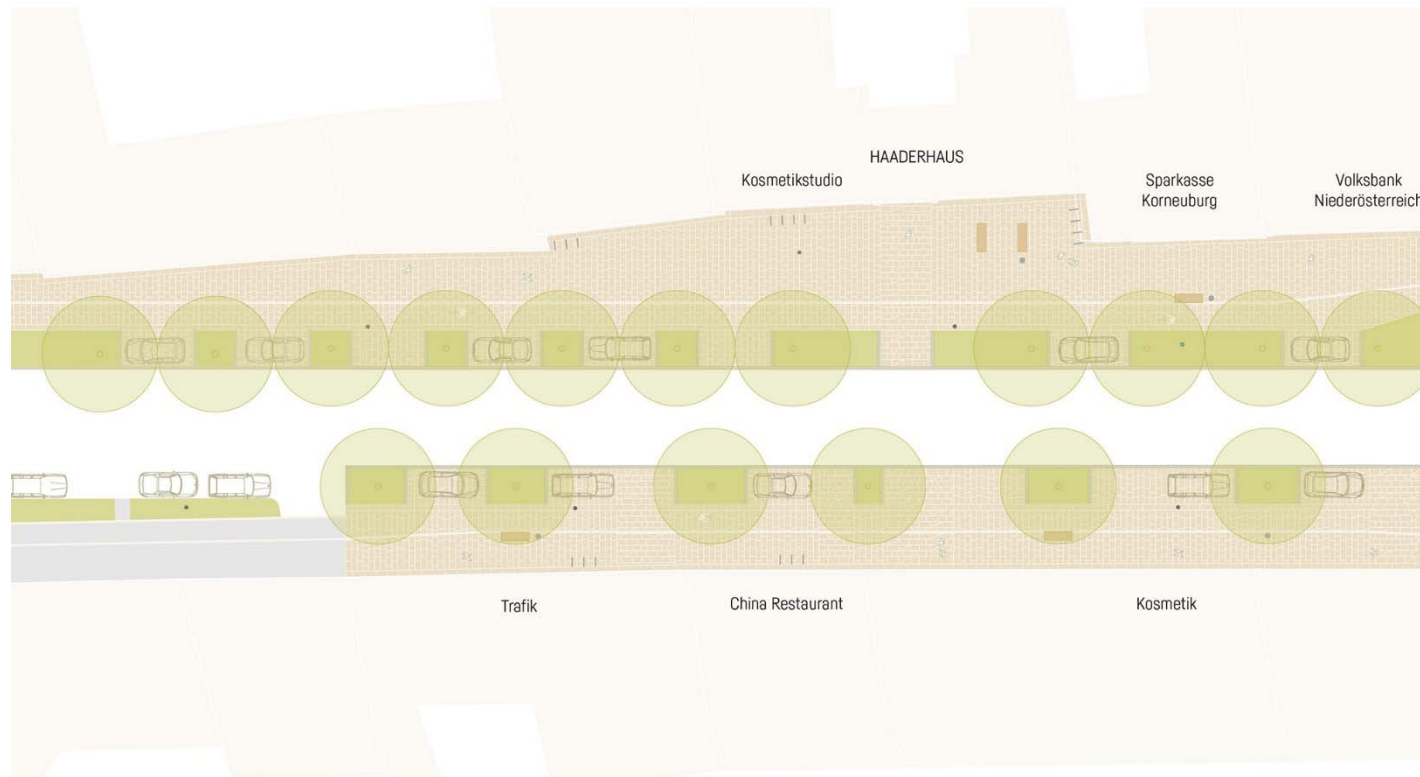 HAADERHAUS
Kosmetikstudio
Sparkasse
Korneuburg
Volksbank
Niederösterreich
Trafik
China Restaurant
Kosmetik